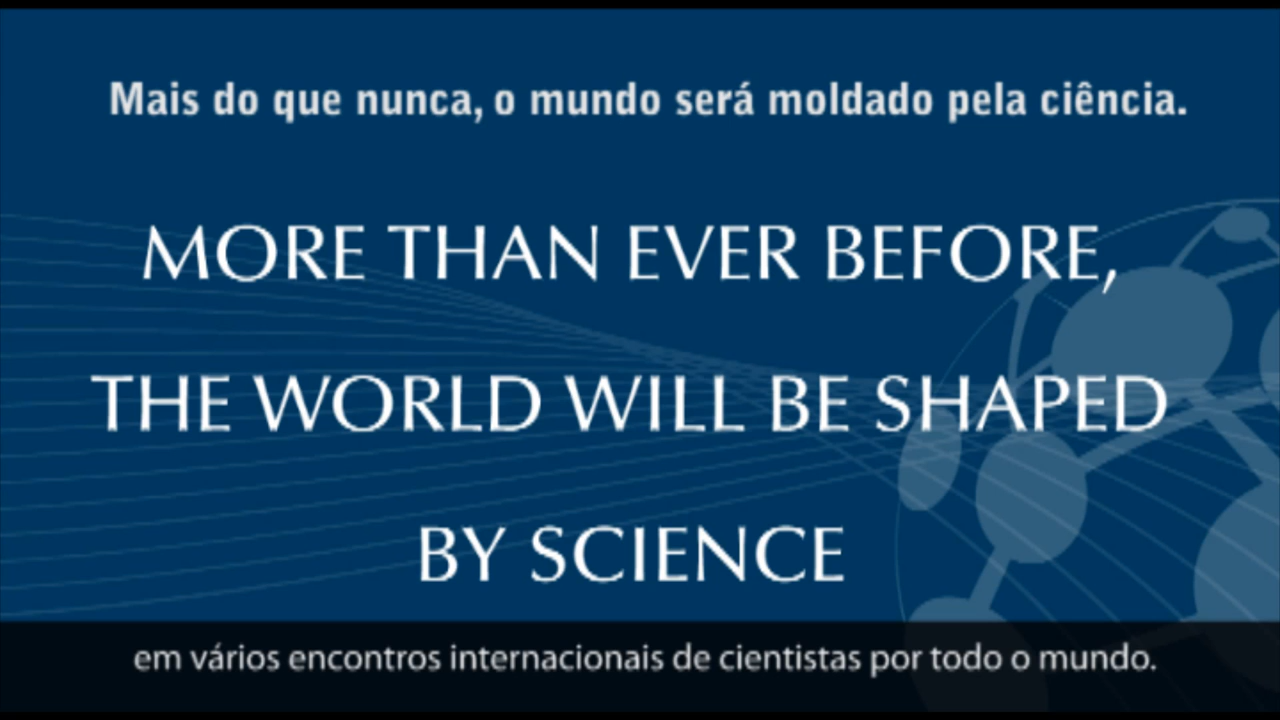 Mais do que nunca, o mundo será moldado pela ciência.
MORE THAN EVER BEFORE,
THE WORLD WILL BE SHAPED
BY SCIENCE
em vários encontros internacionais de cientistas por todo o mundo.